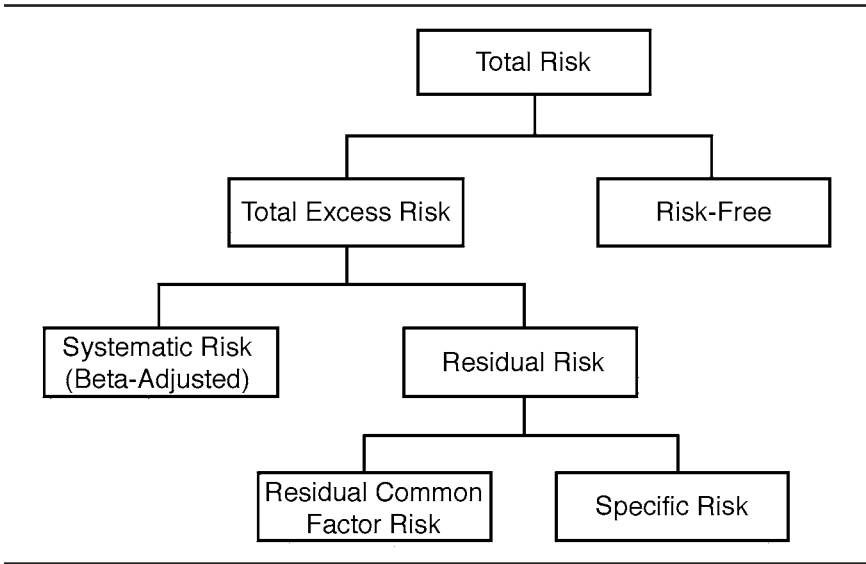 Total Risk
Total Excess Risk
Risk-Free
Systematic Risk
(Beta-Adjusted)
Residual Risk
Residual Common
Factor Risk
Specific Risk